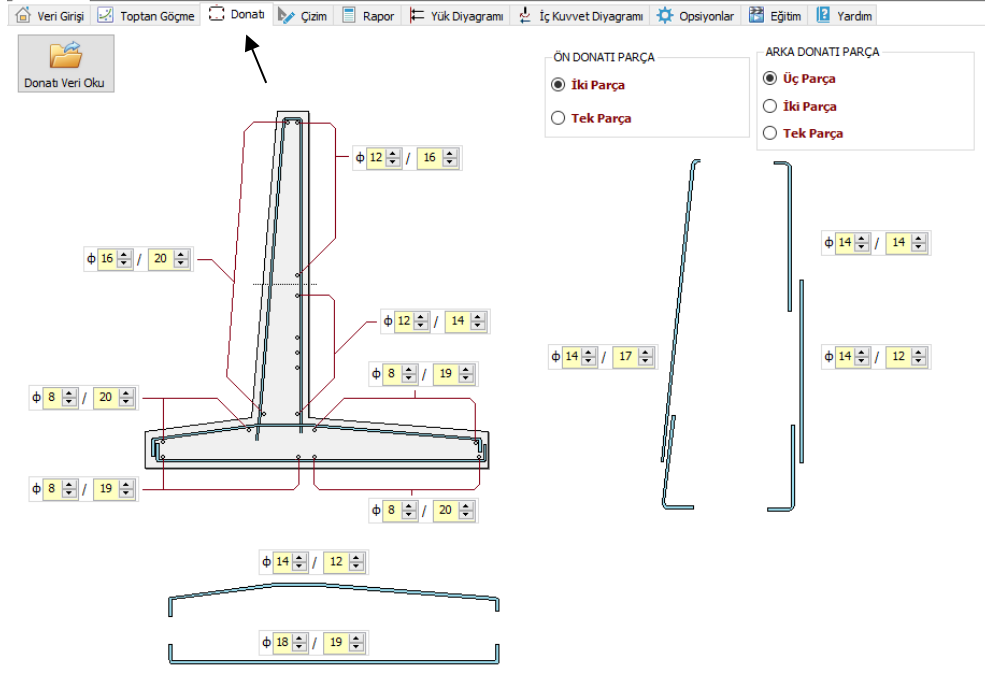 Veri Girişi Toptan Göçme Donatı Çizim Rapor Yük Diyagramı İç Kuvvet Diyagramı Opsiyonlar Eğitim Yardım
Donatı Veri Oku
ÖN DONATI PARÇA
İki Parça
Tek Parça
ARKA DONATI PARÇA
Üç Parça
İki Parça
Tek Parça
ϕ 12 / 16
ϕ 16 / 20
ϕ 12 / 14
ϕ 8 / 19
ϕ 8 / 20
ϕ 8 / 19
ϕ 8 / 20
ϕ 14 / 14
ϕ 14 / 17
ϕ 14 / 12
ϕ 14 / 12
ϕ 18 / 19